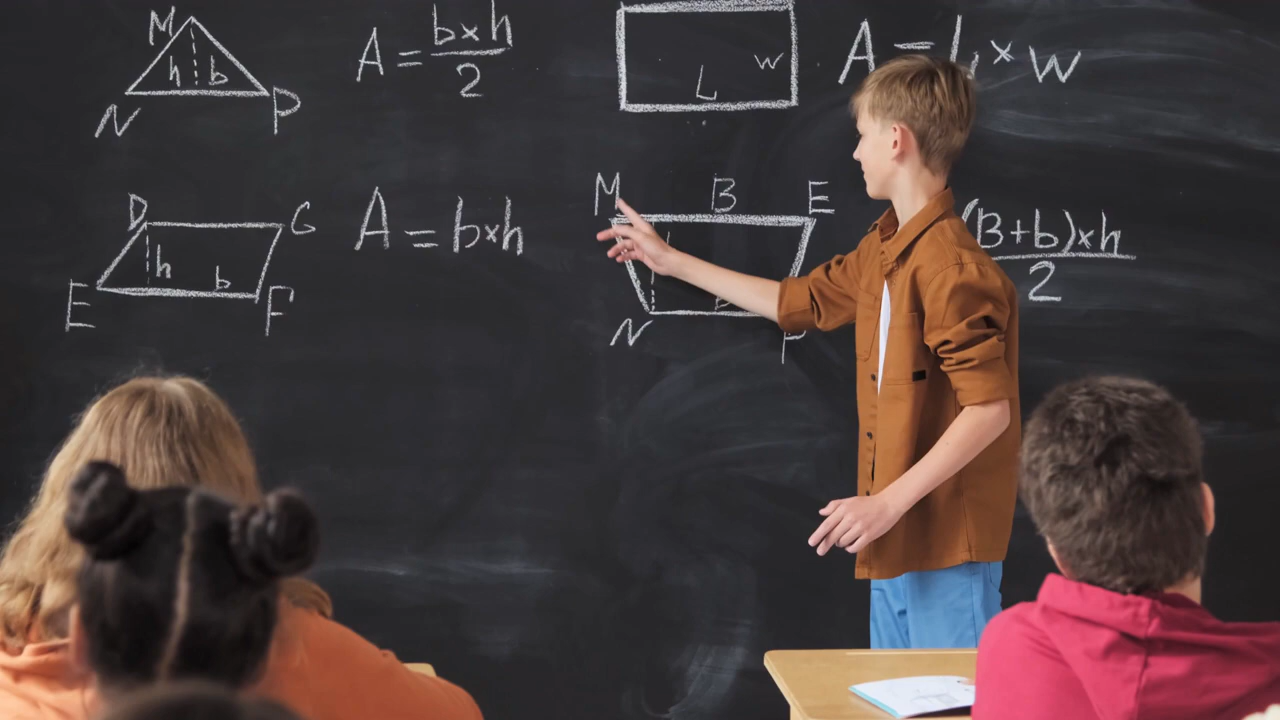 M
h b
N P
A = b×h
2
L w
A = L × w
D G
h b
E F
A = b×h
M B E
N
(B+b)×h
2